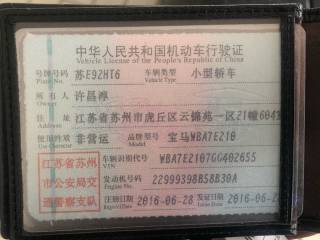 中华人民共和国机动车行驶证
Vehicle License of the People's Republic of China
号牌号码 苏E92HT6 车辆类型 小型轿车
Plate No. Vehicle Type
所有人 许昌淳
Owner
住址 江苏省苏州市虎丘区云锦苑一区21幢604室
Address
使用性质 非营运 品牌型号 宝马WBA7E210
Use Character Model
江苏省苏州 车辆识别代号 WBA7E2107GG402655
VIN
市公安局交 发动机号码 22999398B58B30A
Engine No.
通警察支队 注册日期 2016-06-28 发证日期 2016-06-28
Register Date Issue Date